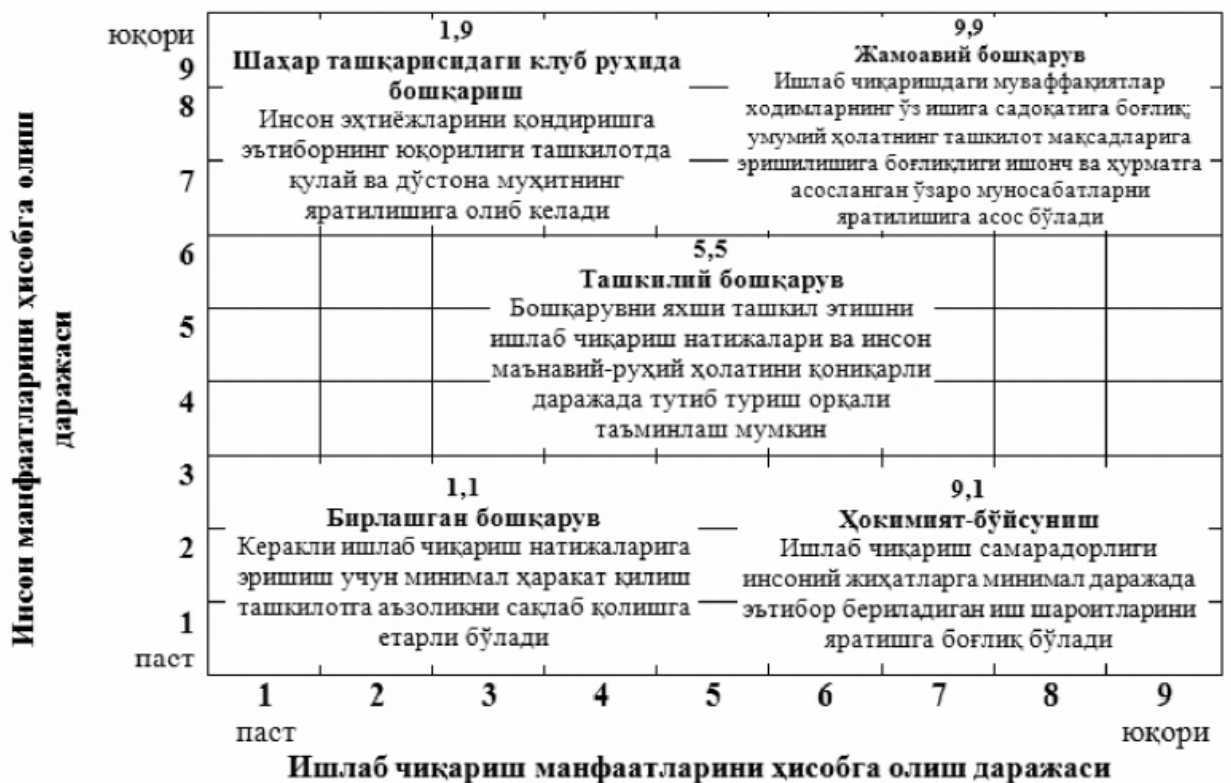 Инсон манфаатларини ҳисобга олиш
даражаси
юқори
9
8
7
6
5
4
3
2
1
паст
1,9
Шаҳар ташқарисидаги клуб руҳида
бошқариш
Инсон эҳтиёжларини қондиришга
эътиборнинг юқорилиги ташкилотда
қулай ва дўстона муҳитнинг
яратилишига олиб келади
9,9
Жамоавий бошқарув
Ишлаб чиқаришдаги муваффақиятлар
ходимларнинг ўз ишига садоқатига боғлиқ;
умумий ҳолатнинг ташкилот мақсадларига
эришилишига боғлиқлиги ишонч ва ҳурматга
асосланган ўзаро муносабатларни
яратилишига асос бўлади
5,5
Ташкилий бошқарув
Бошқарувни яхши ташкил этишни
ишлаб чиқариш натижалари ва инсон
маънавий-руҳий ҳолатини қониқарли
даражада тутиб туриш орқали
таъминлаш мумкин
1,1
Бирлашган бошқарув
Керакли ишлаб чиқариш натижаларига
эришиш учун минимал ҳаракат қилиш
ташкилотга аъзоликни сақлаб қолишга
етарли бўлади
9,1
Ҳокимият-бўйсуниш
Ишлаб чиқариш самарадорлиги
инсоний жиҳатларга минимал даражада
эътибор бериладиган иш шароитларини
яратишга боғлиқ бўлади
1 2 3 4 5 6 7 8 9
паст юқори
Ишлаб чиқариш манфаатларини ҳисобга олиш даражаси